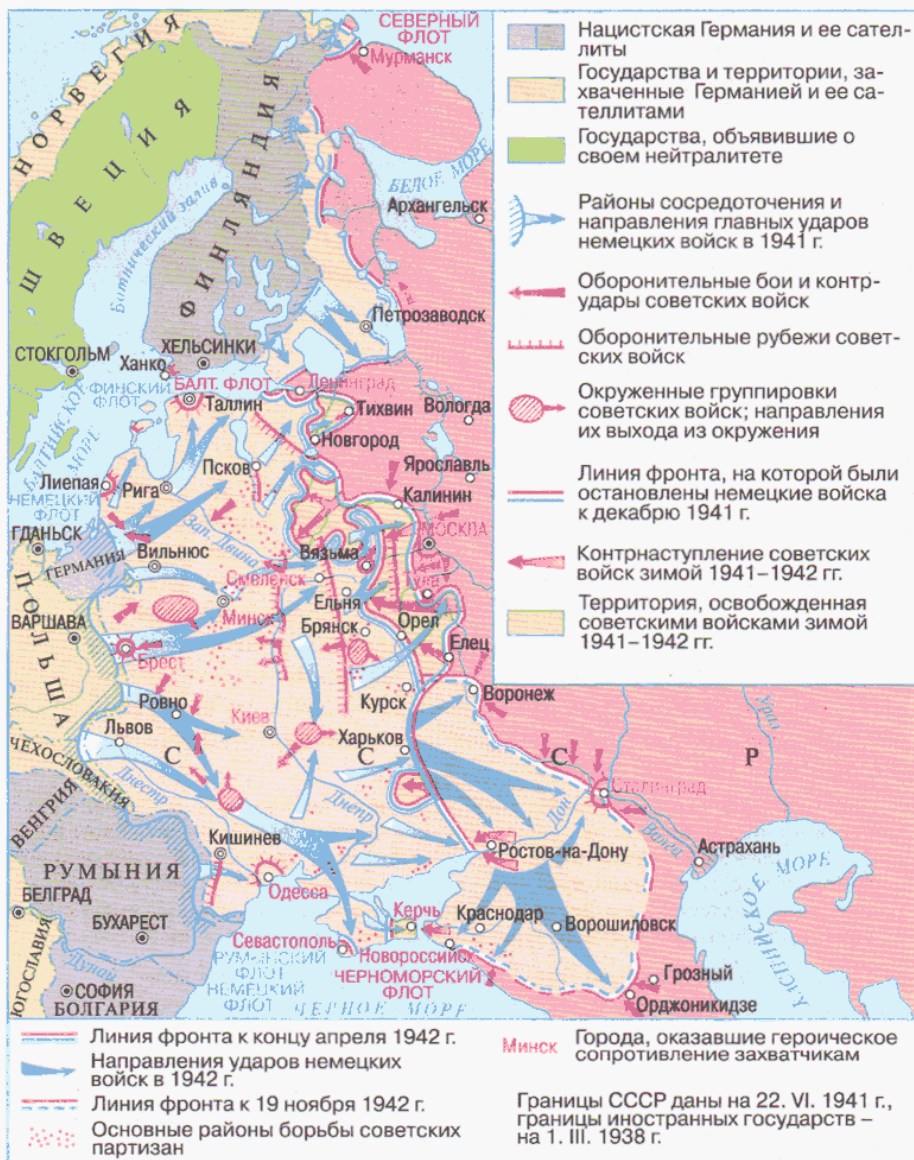 СЕВЕРНЫЙ
ФЛОТ
Мурманск
НОРВЕГИЯ
ШВЕЦИЯ
ФИНЛЯНДИЯ
Ботнический залив
БЕЛОЕ МОРЕ
Архангельск
Петрозаводск
СТОКГОЛЬМ
ХЕЛЬСИНКИ
Ханко
ФИНСКИЙ
ФЛОТ
БАЛТ. ФЛОТ
Ленинград
Таллин
Тихвин
Вологда
Новгород
БАЛТИЙСКОЕ
МОРЕ
Псков
Ярославль
Лиепая
Рига
Калинин
НЕМЕЦКИЙ
ФЛОТ
Зап. Двина
МОСКВА
ГДАНЬСК
ГЕРМАНИЯ
Вильнюс
Вязьма
Смоленск
Тула
Минск
Ельня
ПОЛЬША
ВАРШАВА
Брянск
Орел
Брест
Елец
Ровно
Курск
Воронеж
Киев
Львов
Харьков
С С С Р
Урал
ЧЕХОСЛОВАКИЯ
Днестр
Днепр
Дон
Сталинград
Волга
ВЕНГРИЯ
Кишинев
Ростов-на-Дону
Астрахань
РУМЫНИЯ
Одесса
БЕЛГРАД
БУХАРЕСТ
Керчь
Краснодар
Ворошиловск
КАСПИЙСКОЕ МОРЕ
Севастополь
Новороссийск
РУМЫНСКИЙ
ФЛОТ
НЕМЕЦКИЙ
ФЛОТ
ЧЕРНОМОРСКИЙ
ФЛОТ
ЮГОСЛАВИЯ
Дунай
Грозный
СОФИЯ
БОЛГАРИЯ
ЧЕРНОЕ МОРЕ
Орджоникидзе
Нацистская Германия и ее сател-
литы
Государства и территории, за-
хваченные Германией и ее са-
теллитами
Государства, объявившие о
своем нейтралитете
Районы сосредоточения и
направления главных ударов
немецких войск в 1941 г.
Оборонительные бои и контр-
удары советских войск
Оборонительные рубежи совет-
ских войск
Окруженные группировки
советских войск; направления
их выхода из окружения
Линия фронта, на которой были
остановлены немецкие войска
к декабрю 1941 г.
Контрнаступление советских
войск зимой 1941–1942 гг.
Территория, освобожденная
советскими войсками зимой
1941–1942 гг.
Линия фронта к концу апреля 1942 г.
Направления ударов немецких
войск в 1942 г.
Линия фронта к 19 ноября 1942 г.
Основные районы борьбы советских
партизан
Минск Города, оказавшие героическое
сопротивление захватчикам
Границы СССР даны на 22. VI. 1941 г.,
границы иностранных государств –
на 1. III. 1938 г.